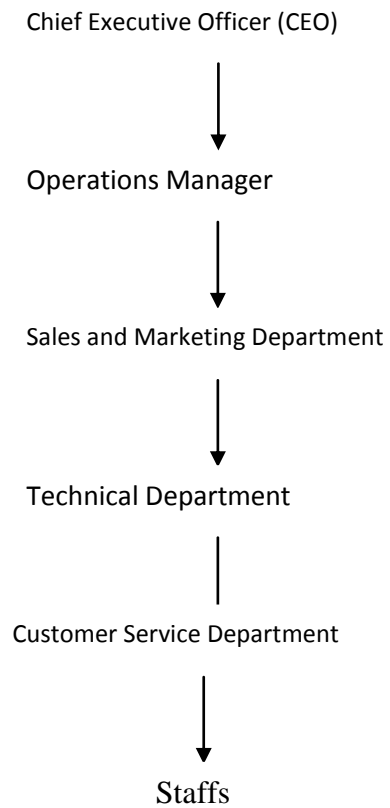 Chief Executive Officer (CEO)
Operations Manager
Sales and Marketing Department
Technical Department
Customer Service Department
Staffs